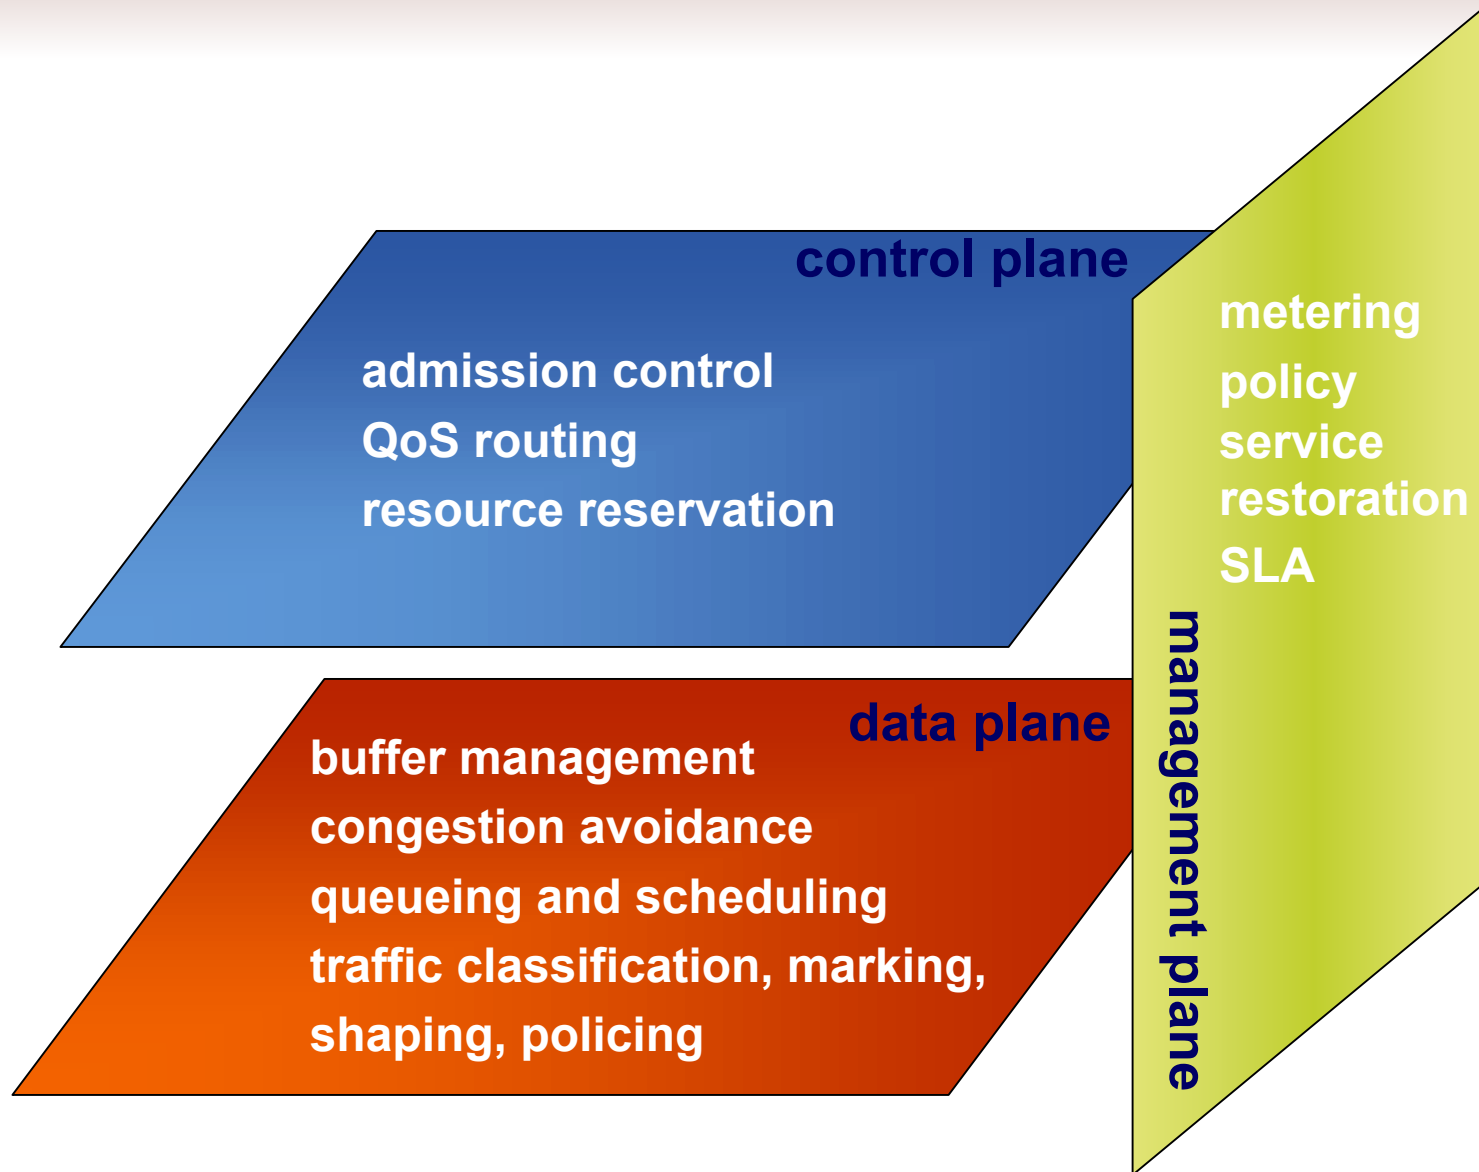 control plane
admission control
QoS routing
resource reservation
data plane
buffer management
congestion avoidance
queueing and scheduling
traffic classification, marking,
shaping, policing
metering
policy
service
restoration
SLA
management plane